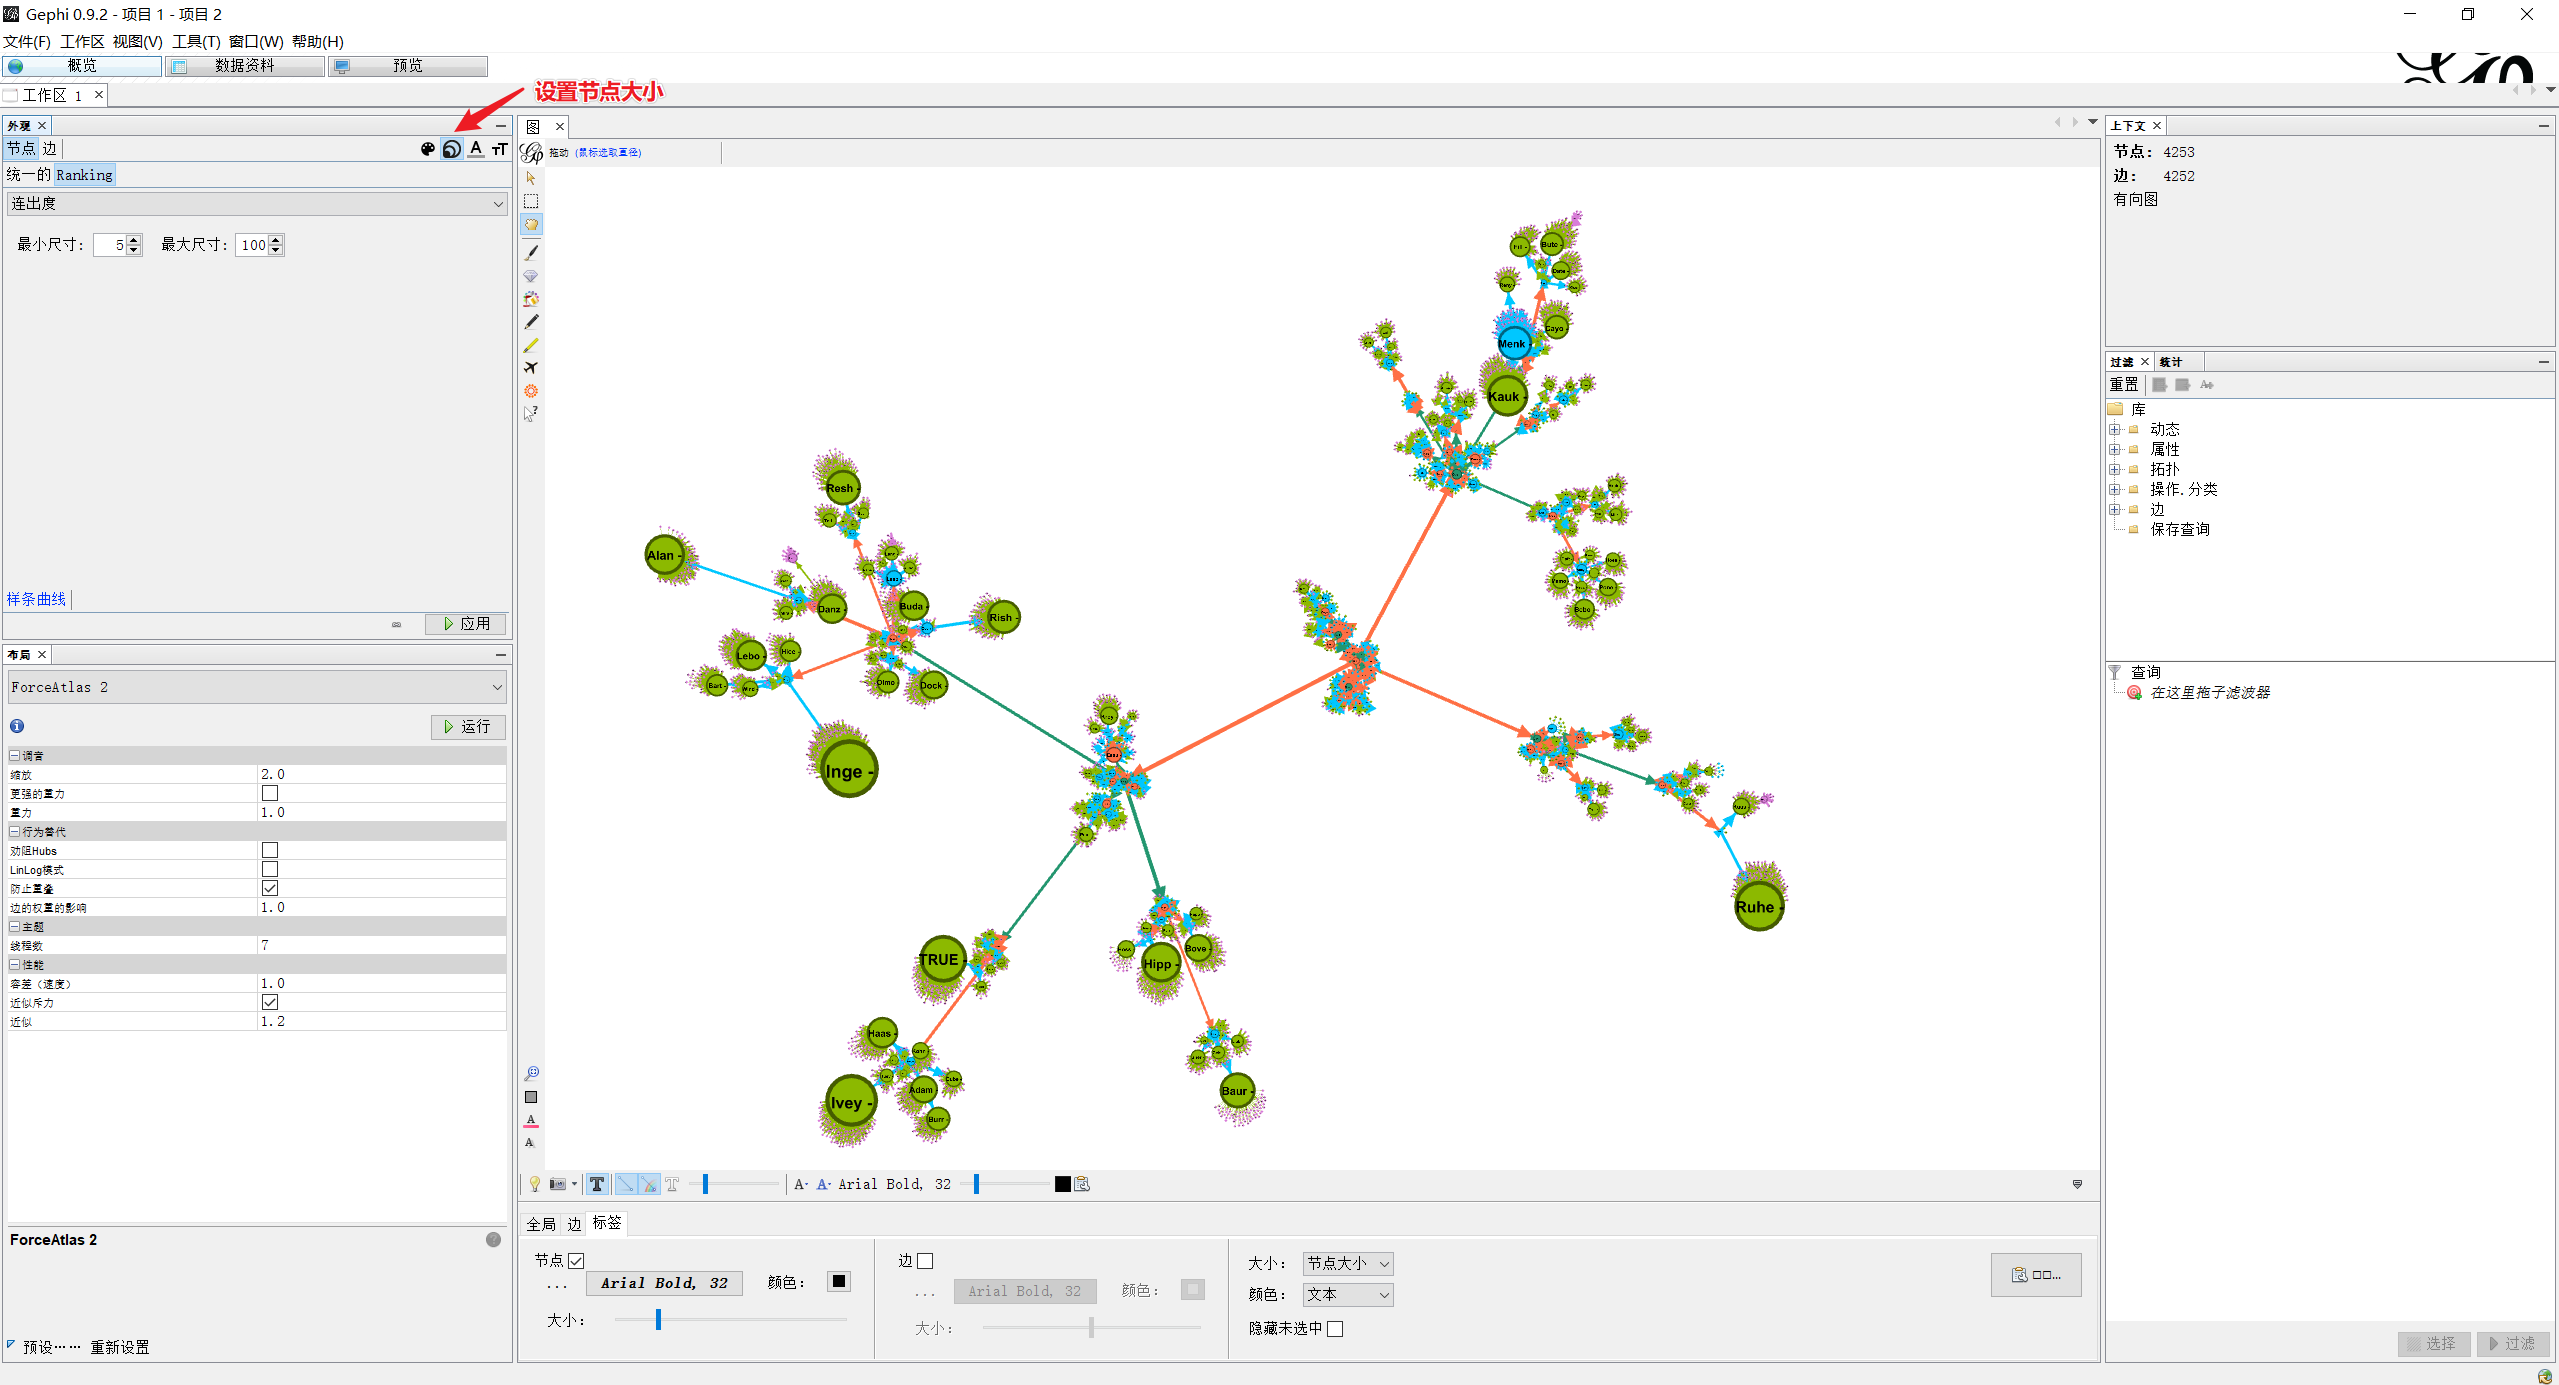 Gephi 0.9.2 - 项目 1 - 项目 2
文件(F) 工作区 视图(V) 工具(T) 窗口(W) 帮助(H)
概览
数据资料
预览
工作区 1
设置节点大小
外观
节点 边
统一的 Ranking
连出度
最小尺寸: 5 最大尺寸: 100
样条曲线
应用
布局
ForceAtlas 2
运行
调音
缩放 2.0
更强的重力
重力 1.0
行为替代
劝阻Hubs
LinLog模式
防止重叠
边的权重的影响 1.0
主题
线程数 7
性能
容差（速度） 1.0
近似斥力
近似 1.2
ForceAtlas 2
预设…… 重新设置
图
拖动 (鼠标选取直径)
Bute -
Cayo -
Menk -
Kauk -
Resh -
Alan -
Danz -
Buda -
Rish -
Lebo -
Hice -
Bart -
Olmo
Dock -
Inge -
Bobo
Ruhe -
TRUE -
Hipp -
Bove -
Haas -
Adam -
Ivey -
Burr -
Baur -
Arial Bold, 32
全局 边 标签
节点
... Arial Bold, 32 颜色:
大小:
边
... Arial Bold, 32 颜色:
大小:
大小: 节点大小
颜色: 文本
隐藏未选中
□□...
上下文
节点: 4253
边: 4252
有向图
过滤 统计
重置
库
动态
属性
拓扑
操作.分类
边
保存查询
查询
在这里拖子滤波器
选择
过滤